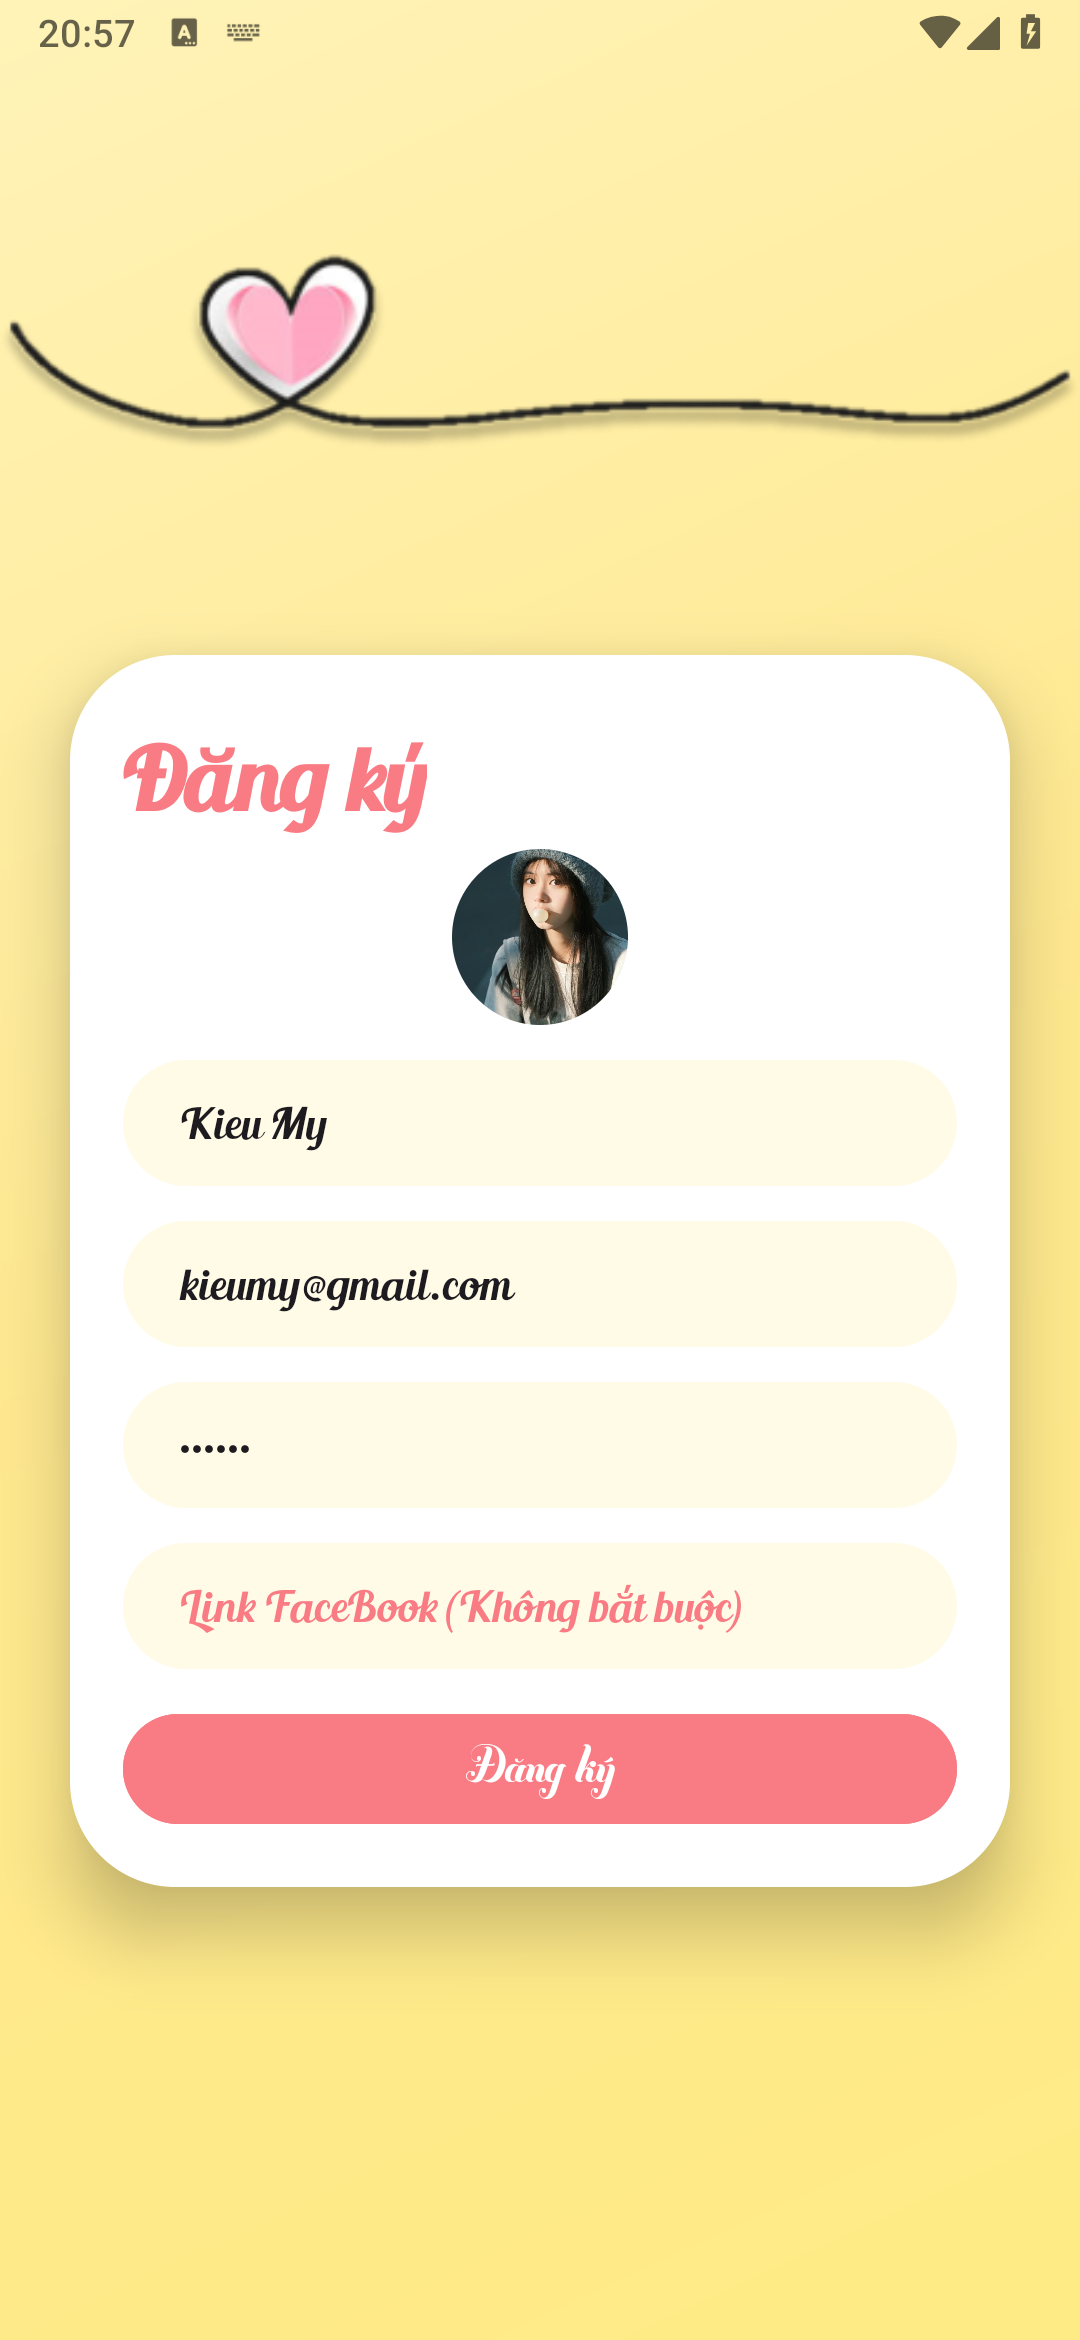 20:57
Đăng ký
Kieu My
kieumy@gmail.com
••••••
Link FaceBook (Không bắt buộc)
Đăng ký